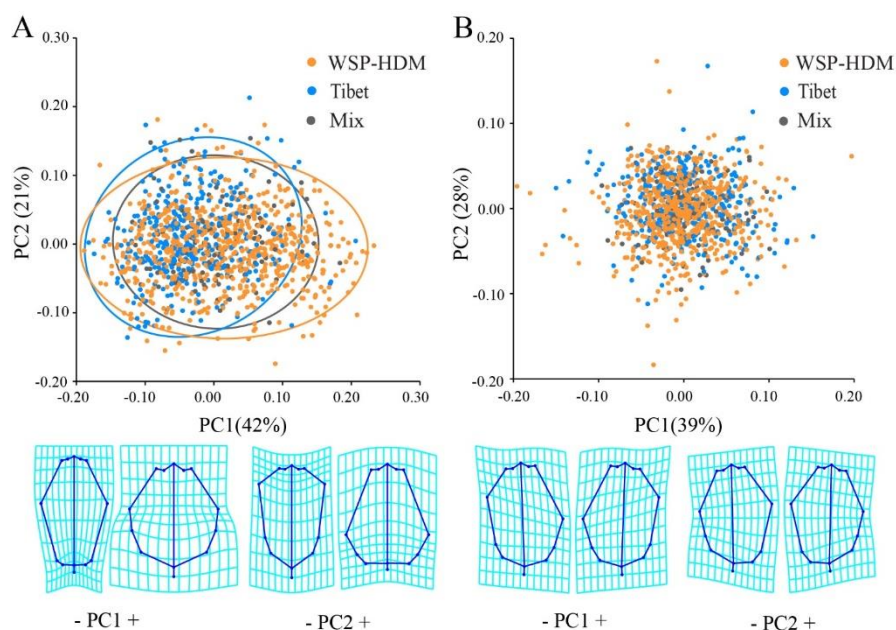 A
B
0.30
0.20
0.10
0.00
-0.10
-0.20
PC2 (21%)
WSP-HDM
Tibet
Mix
-0.20
-0.10
0.00
0.10
0.20
0.30
PC1(42%)
0.20
0.10
0.00
-0.10
-0.20
PC2 (28%)
WSP-HDM
Tibet
Mix
-0.20
-0.10
0.00
0.10
0.20
PC1(39%)
- PC1 +
- PC2 +
- PC1 +
- PC2 +